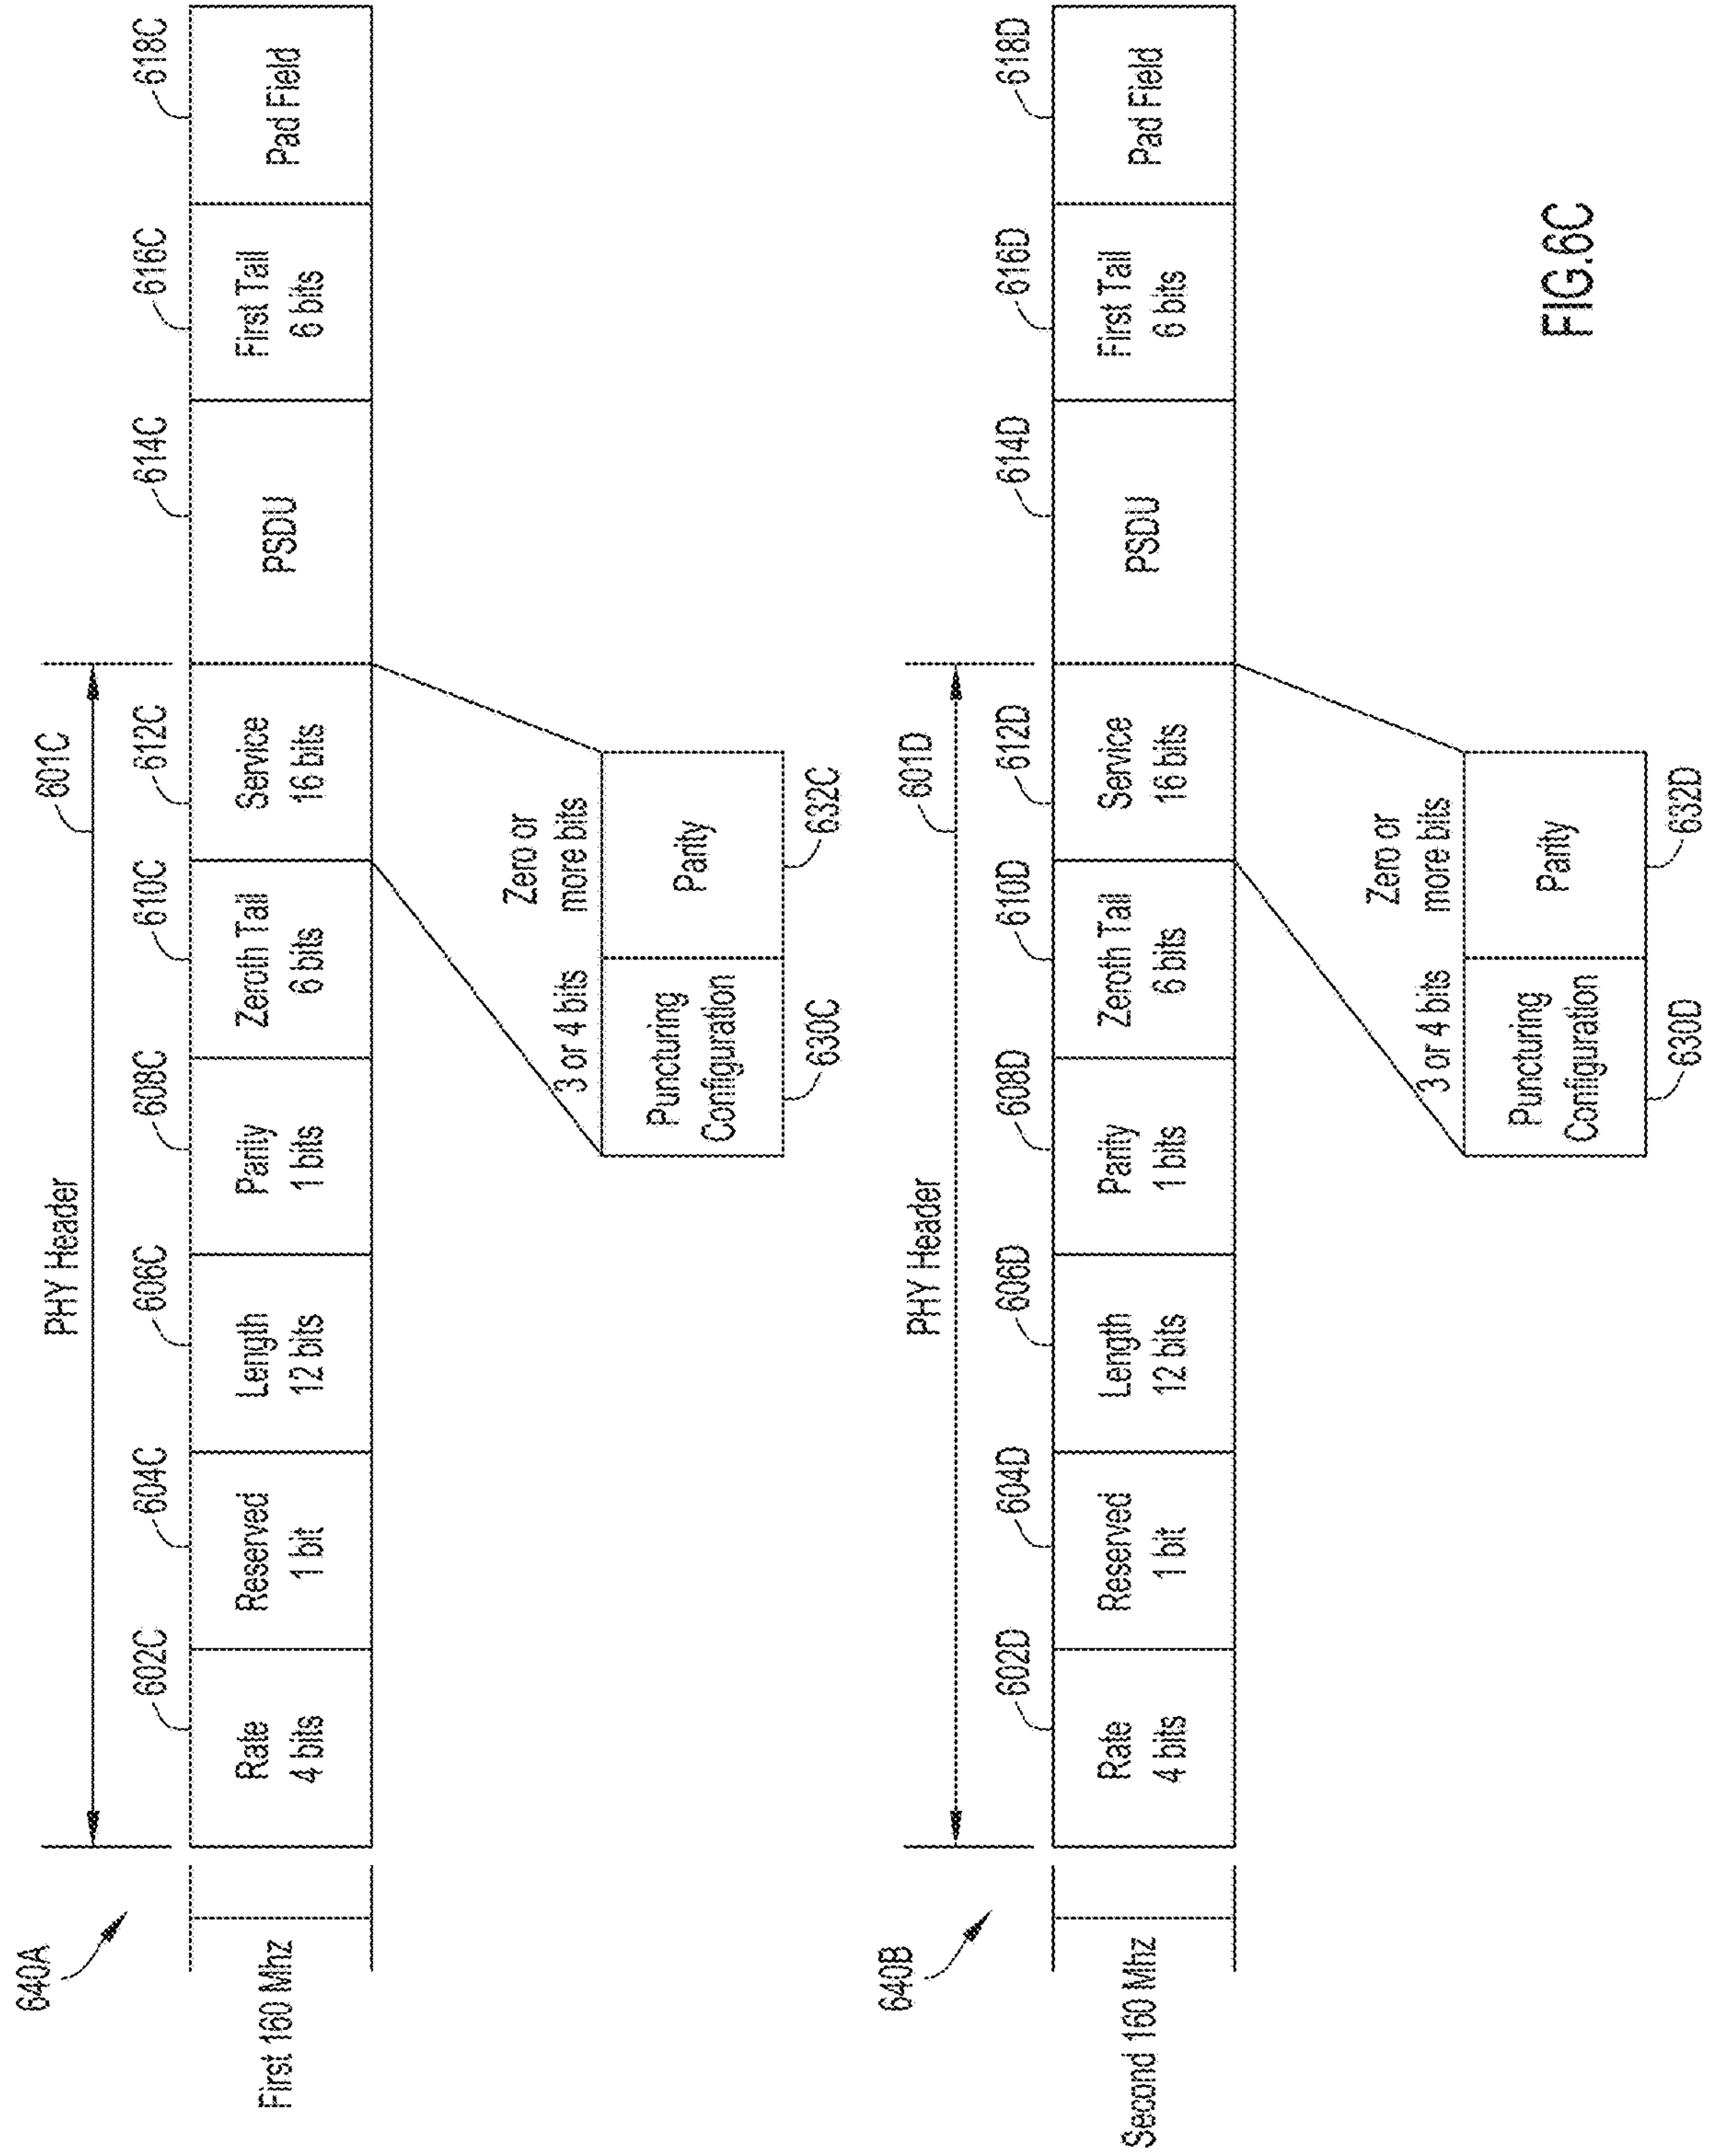 640A
601C
PHY Header
602C
604C
606C
608C
610C
612C
614C
616C
618C
First 160 Mhz
Rate
4 bits
Reserved
1 bit
Length
12 bits
Parity
1 bits
Zeroth Tail
6 bits
Service
16 bits
PSDU
First Tail
6 bits
Pad Field
3 or 4 bits
Zero or
more bits
Puncturing
Configuration
Parity
630C
632C
640B
601D
PHY Header
602D
604D
606D
608D
610D
612D
614D
616D
618D
Second 160 Mhz
Rate
4 bits
Reserved
1 bit
Length
12 bits
Parity
1 bits
Zeroth Tail
6 bits
Service
16 bits
PSDU
First Tail
6 bits
Pad Field
3 or 4 bits
Zero or
more bits
Puncturing
Configuration
Parity
630D
632D
FIG.6C